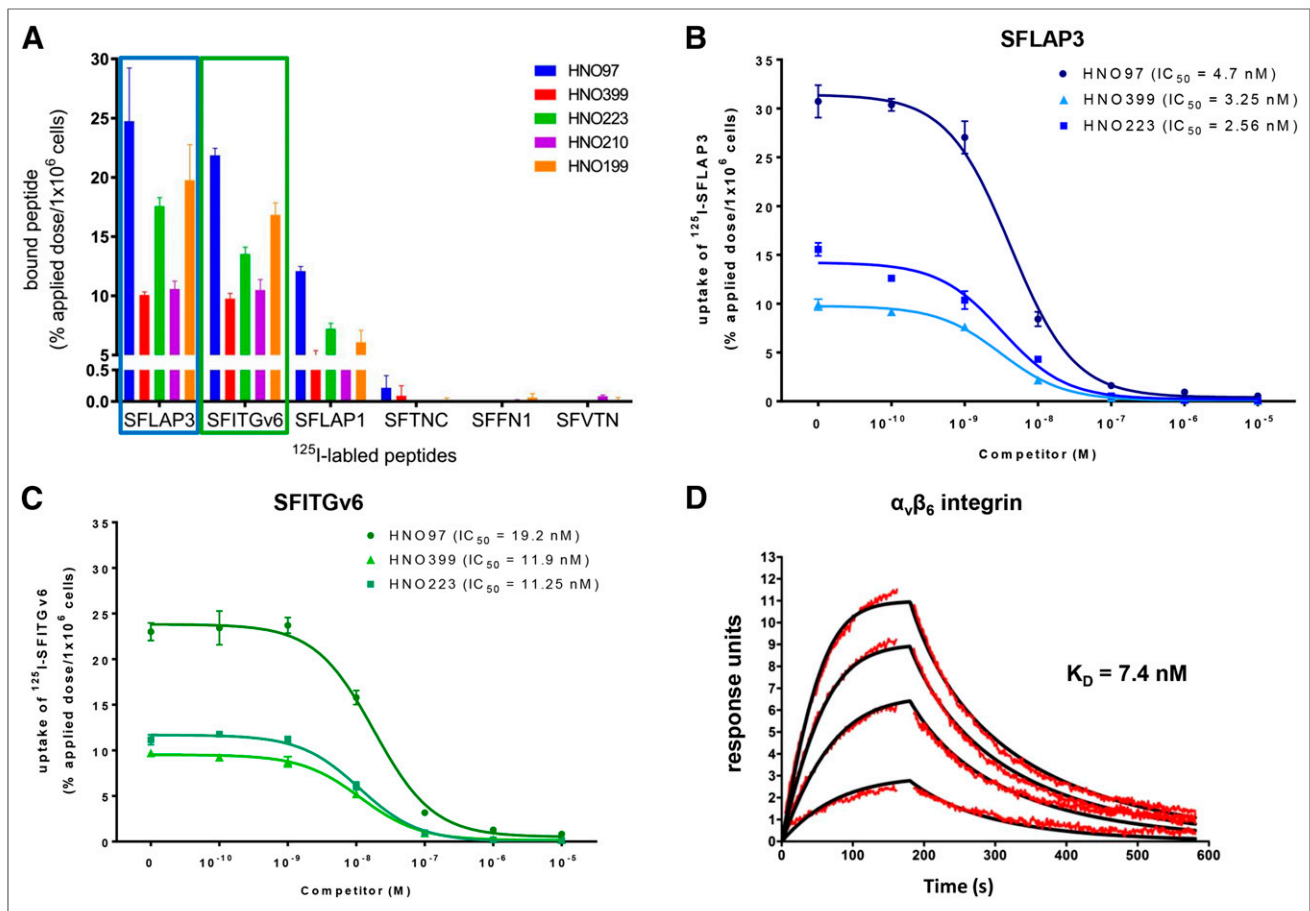 A
30
25
20
15
10
5
0.5
0.0
bound peptide
(% applied dose/1x10⁶ cells)
HNO97
HNO399
HNO223
HNO210
HNO199
SFLAP3 SFITGv6 SFLAP1 SFTNC SFFN1 SFVTN
¹²⁵I-labled peptides
B
SFLAP3
35
30
25
20
15
10
5
0
uptake of ¹²⁵I-SFLAP3
(% applied dose/1x10⁶ cells)
HNO97 (IC₅₀ = 4.7 nM)
HNO399 (IC₅₀ = 3.25 nM)
HNO223 (IC₅₀ = 2.56 nM)
0 10⁻¹⁰ 10⁻⁹ 10⁻⁸ 10⁻⁷ 10⁻⁶ 10⁻⁵
Competitor (M)
C
SFITGv6
35
30
25
20
15
10
5
0
uptake of ¹²⁵I-SFITGv6
(% applied dose/1x10⁶ cells)
HNO97 (IC₅₀ = 19.2 nM)
HNO399 (IC₅₀ = 11.9 nM)
HNO223 (IC₅₀ = 11.25 nM)
0 10⁻¹⁰ 10⁻⁹ 10⁻⁸ 10⁻⁷ 10⁻⁶ 10⁻⁵
Competitor (M)
D
αᵥβ₆ integrin
13
12
11
10
9
8
7
6
5
4
3
2
1
0
response units
K_D = 7.4 nM
0 100 200 300 400 500 600
Time (s)